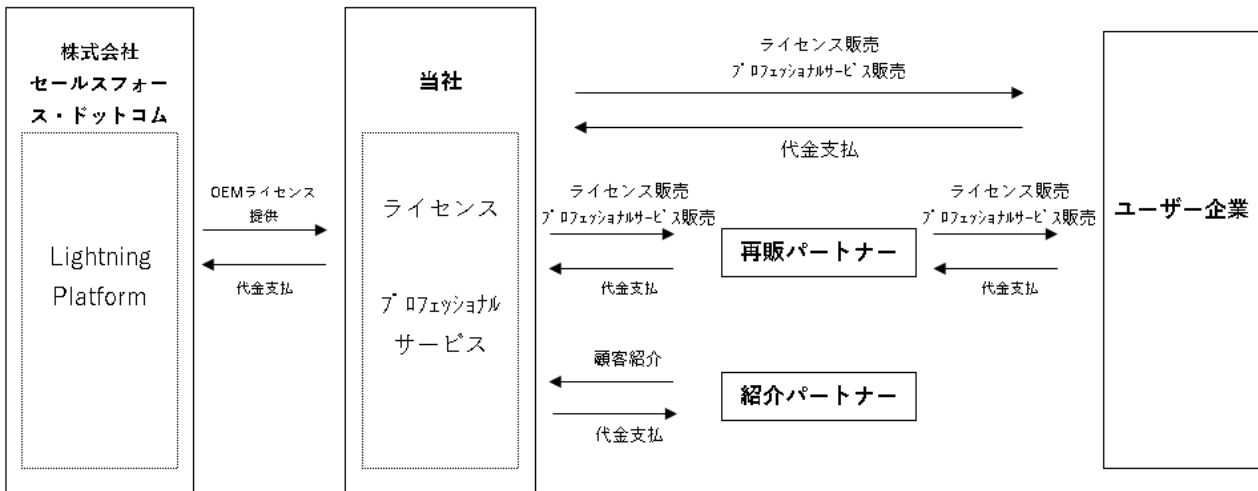 株式会社
セールスフォー
ス・ドットコム
Lightning
Platform
OEMライセンス
提供
代金支払
当社
ライセンス
ﾌﾟﾛﾌｪｯｼｮﾅﾙ
サービス
ライセンス販売
ﾌﾟﾛﾌｪｯｼｮﾅﾙサービス販売
代金支払
ライセンス販売
ﾌﾟﾛﾌｪｯｼｮﾅﾙサービス販売
代金支払
再販パートナー
ライセンス販売
ﾌﾟﾛﾌｪｯｼｮﾅﾙサービス販売
代金支払
顧客紹介
代金支払
紹介パートナー
ユーザー企業